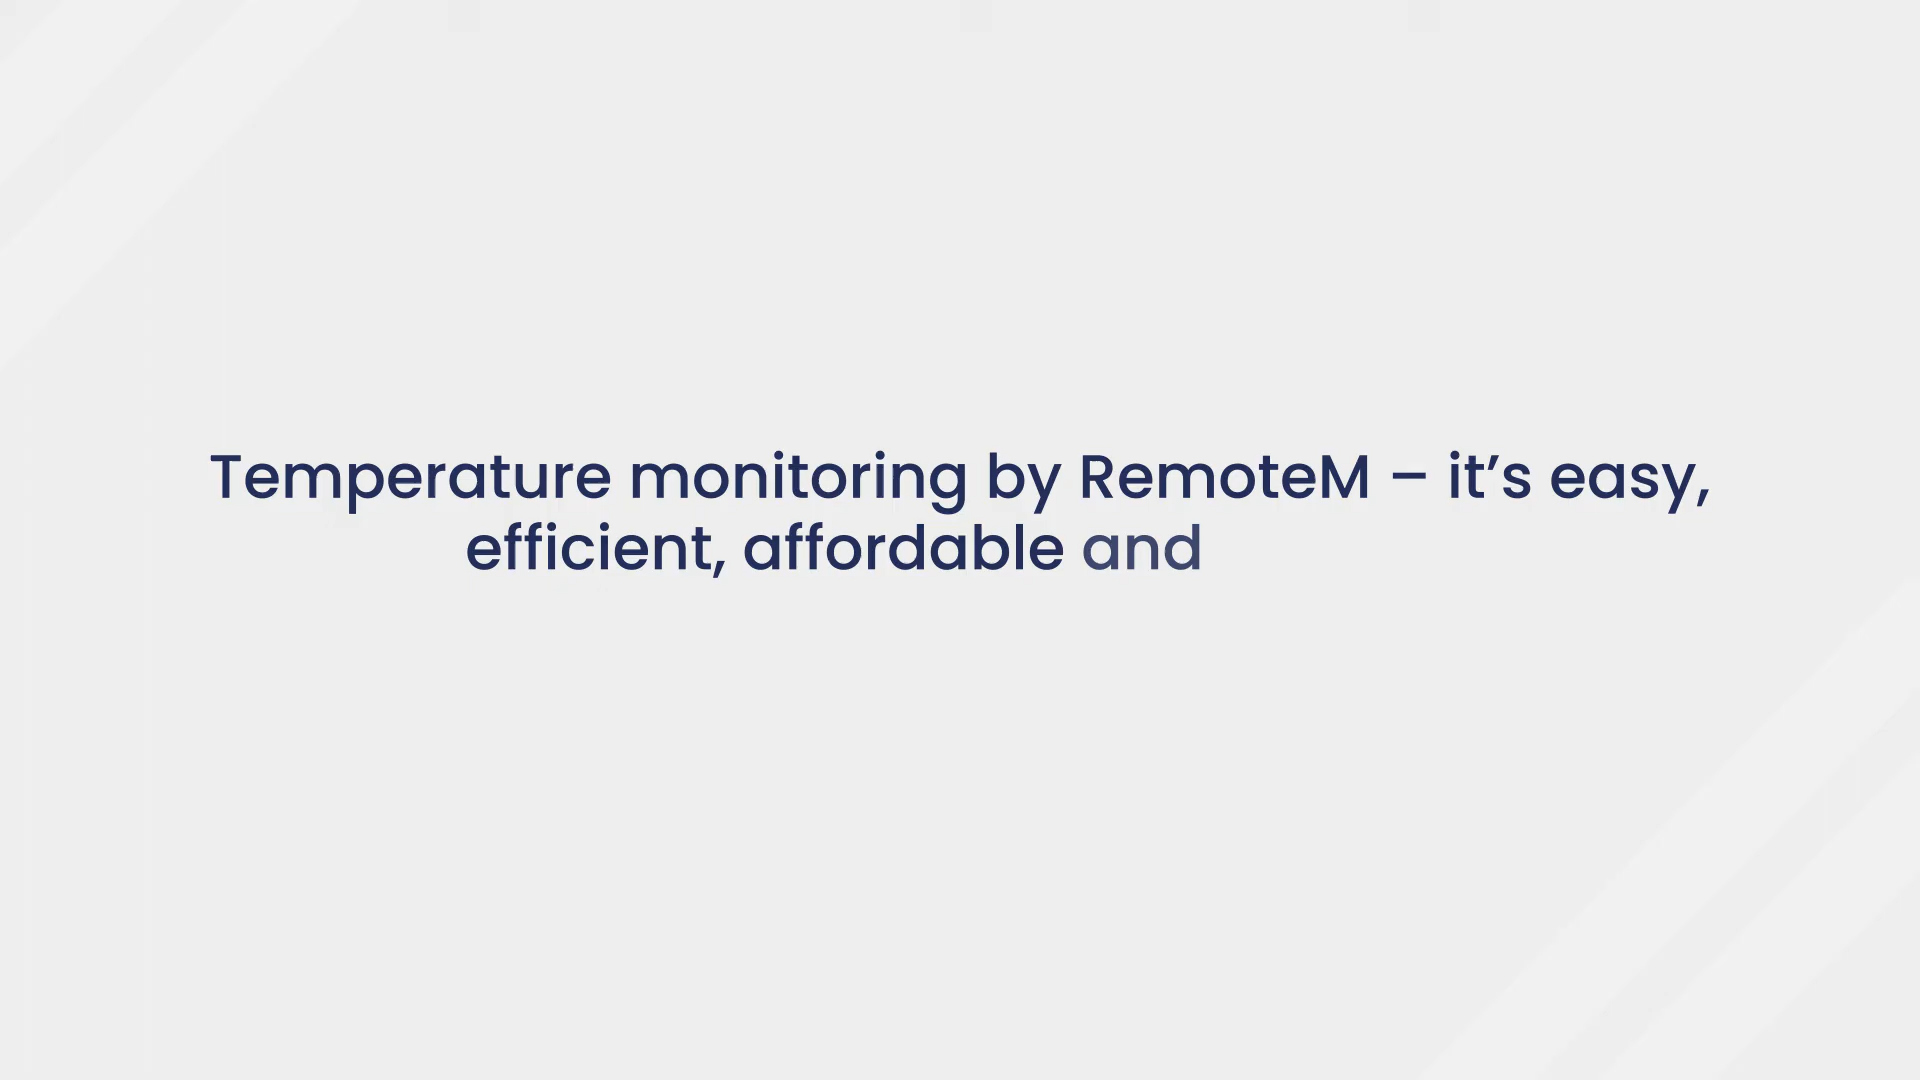 Temperature monitoring by RemoteM – it’s easy,
efficient, affordable and